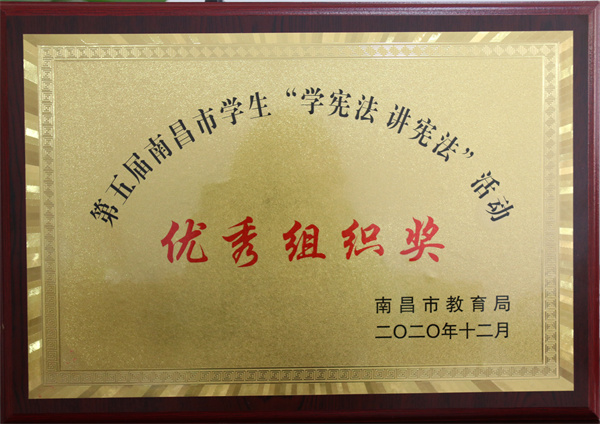 第五届南昌市学生“学宪法 讲宪法”活动
优秀组织奖
南昌市教育局
二〇二〇年十二月